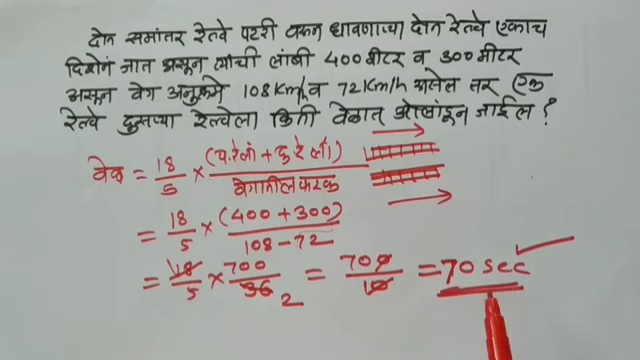 दोन समांतर रेल्वे पटरी वरुन धावणाऱ्या दोन रेल्वे एकाच
दिशेने जात असून त्यांची लांबी 400 मीटर व 300 मीटर
असून वेग अनुक्रमे 108 Km/h व 72 Km/h असेल तर एक
रेल्वे दुसऱ्या रेल्वेला किती वेळात ओलांडून जाईल ?
वेळ = 18/5 × (प. रे लां + दु रे लां) / वेगातील फरक
= 18/5 × (400 + 300) / 108 - 72
= 18/5 × 700/36 2 = 700/10 = 70 sec